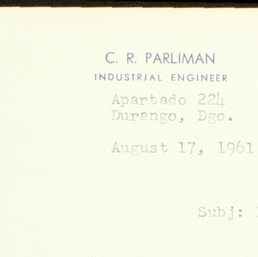 C. R. PARLIMAN
INDUSTRIAL ENGINEER
Apartado 224
Durango, Dgo.
August 17, 1961
Subj: